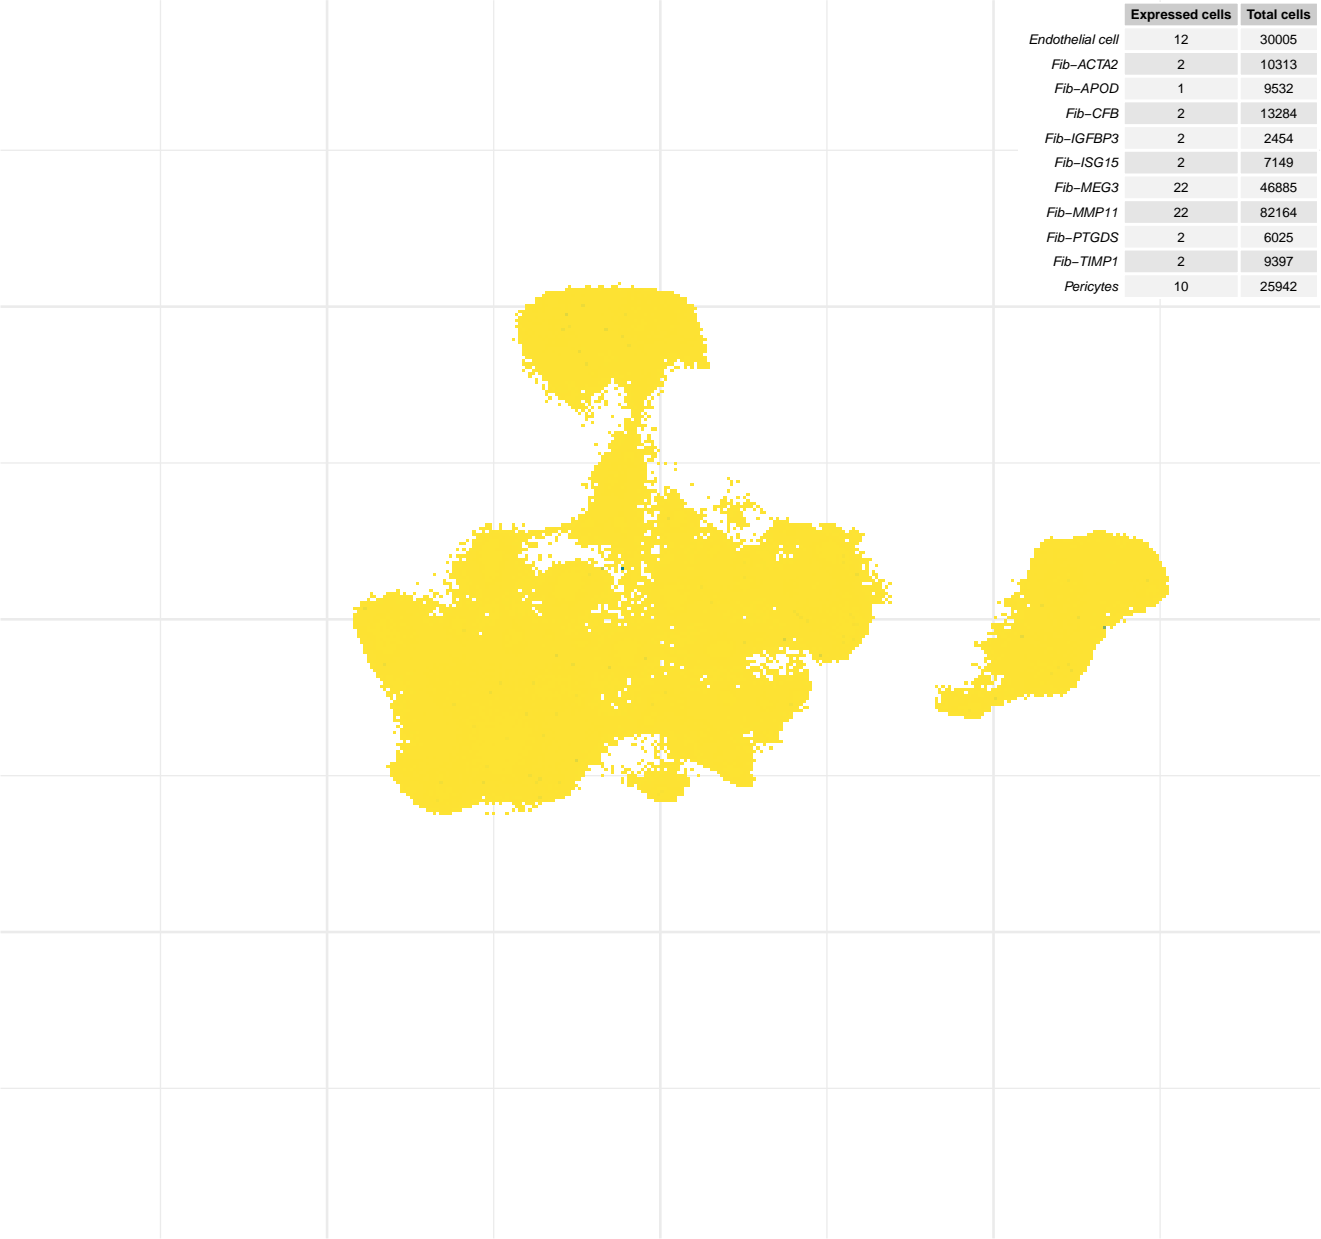 Expressed cells Total cells
Endothelial cell 12 30005
Fib−ACTA2 2 10313
Fib−APOD 1 9532
Fib−CFB 2 13284
Fib−IGFBP3 2 2454
Fib−ISG15 2 7149
Fib−MEG3 22 46885
Fib−MMP11 22 82164
Fib−PTGDS 2 6025
Fib−TIMP1 2 9397
Pericytes 10 25942